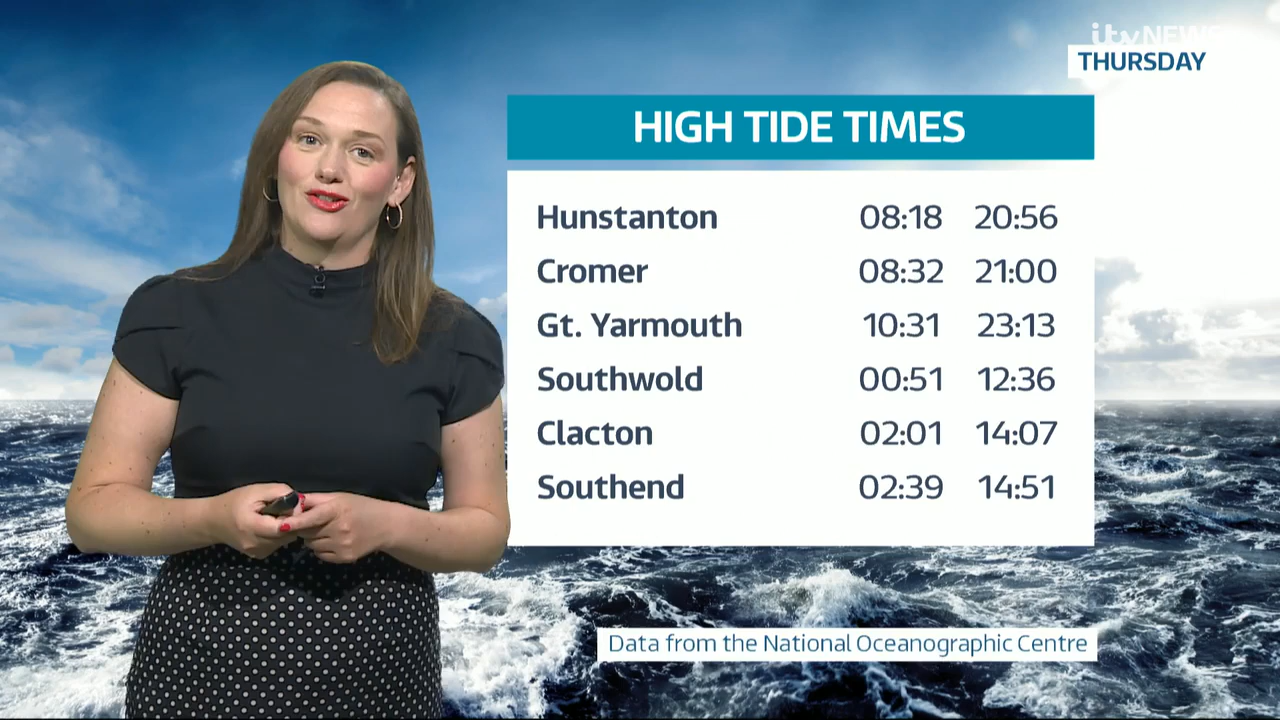 itv NEWS
THURSDAY
HIGH TIDE TIMES
Hunstanton 08:18 20:56
Cromer 08:32 21:00
Gt. Yarmouth 10:31 23:13
Southwold 00:51 12:36
Clacton 02:01 14:07
Southend 02:39 14:51
Data from the National Oceanographic Centre